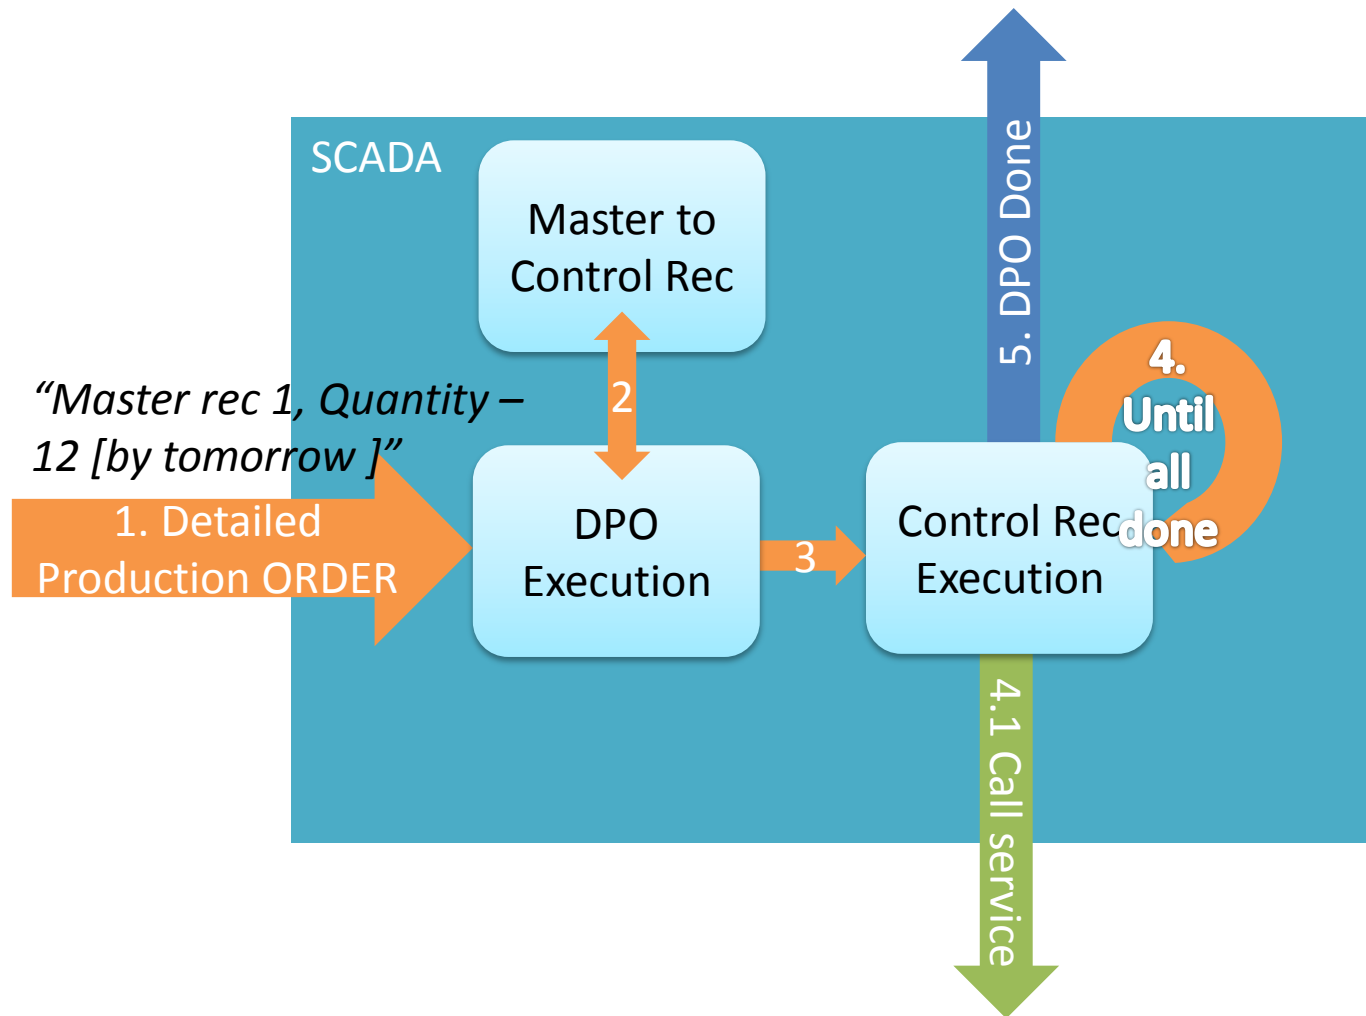 SCADA
Master to
Control Rec
2
“Master rec 1, Quantity –
12 [by tomorrow ]”
1. Detailed
Production ORDER
DPO
Execution
3
Control Rec
Execution
4.
Until
all
done
5. DPO Done
4.1 Call service